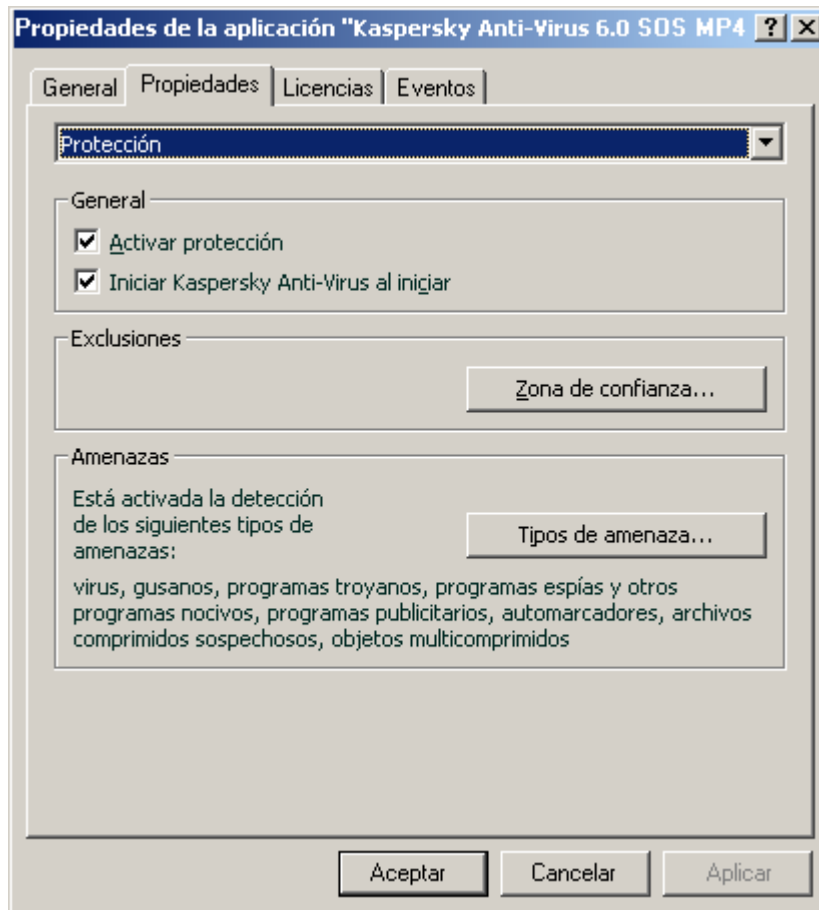 Propiedades de la aplicación "Kaspersky Anti-Virus 6.0 SOS MP4
General Propiedades Licencias Eventos
Protección
General
Activar protección
Iniciar Kaspersky Anti-Virus al iniciar
Exclusiones
Zona de confianza...
Amenazas
Está activada la detección
de los siguientes tipos de
amenazas:
Tipos de amenaza...
virus, gusanos, programas troyanos, programas espías y otros
programas nocivos, programas publicitarios, automarcadores, archivos
comprimidos sospechosos, objetos multicomprimidos
Aceptar Cancelar Aplicar